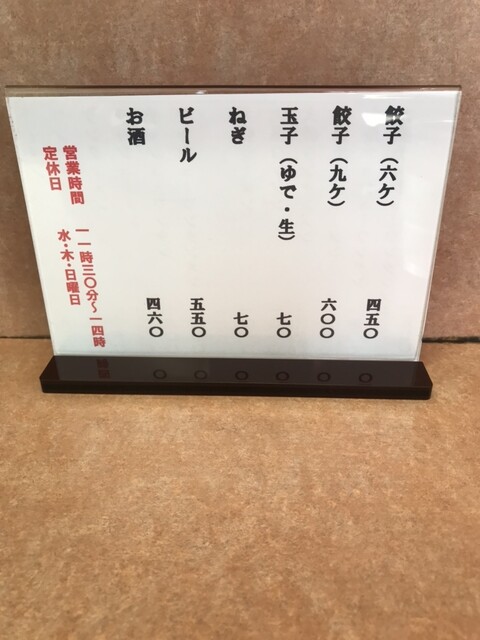 餃子（六ケ） 四五〇
餃子（九ケ） 六〇〇
玉子（ゆで・生） 七〇
ねぎ 七〇
ビール 五五〇
お酒 四六〇
営業時間 一一時三〇分～一四時
定休日 水・木・日曜日